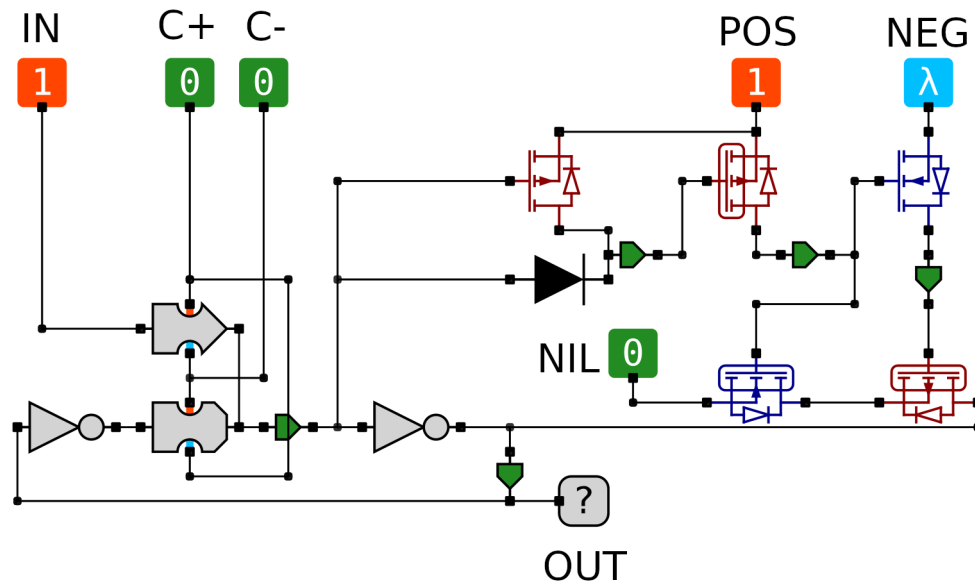 IN C+ C- POS NEG
1 0 0 1 λ
NIL 0
?
OUT